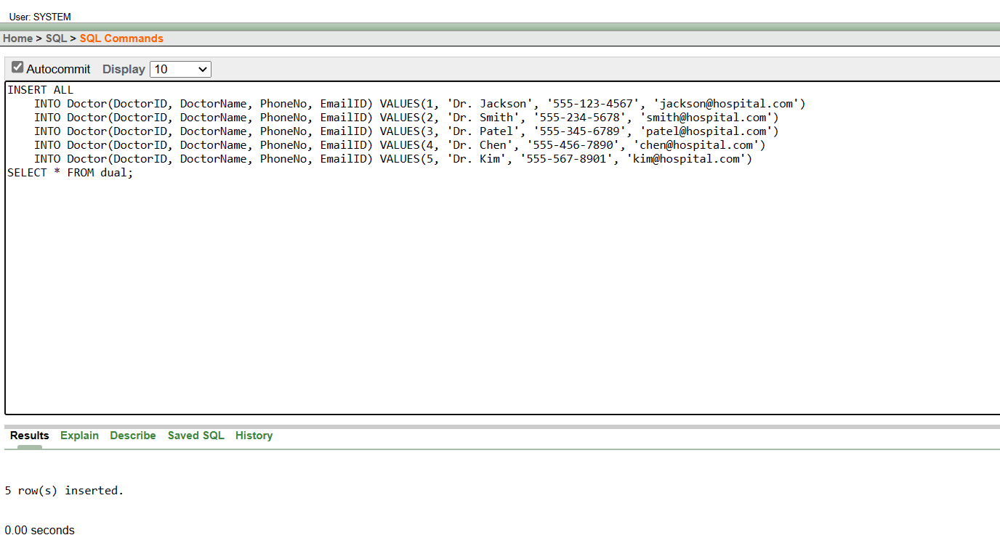 User: SYSTEM
Home > SQL > SQL Commands
Autocommit Display 10
INSERT ALL
    INTO Doctor(DoctorID, DoctorName, PhoneNo, EmailID) VALUES(1, 'Dr. Jackson', '555-123-4567', 'jackson@hospital.com')
    INTO Doctor(DoctorID, DoctorName, PhoneNo, EmailID) VALUES(2, 'Dr. Smith', '555-234-5678', 'smith@hospital.com')
    INTO Doctor(DoctorID, DoctorName, PhoneNo, EmailID) VALUES(3, 'Dr. Patel', '555-345-6789', 'patel@hospital.com')
    INTO Doctor(DoctorID, DoctorName, PhoneNo, EmailID) VALUES(4, 'Dr. Chen', '555-456-7890', 'chen@hospital.com')
    INTO Doctor(DoctorID, DoctorName, PhoneNo, EmailID) VALUES(5, 'Dr. Kim', '555-567-8901', 'kim@hospital.com')
SELECT * FROM dual;
Results Explain Describe Saved SQL History
5 row(s) inserted.
0.00 seconds